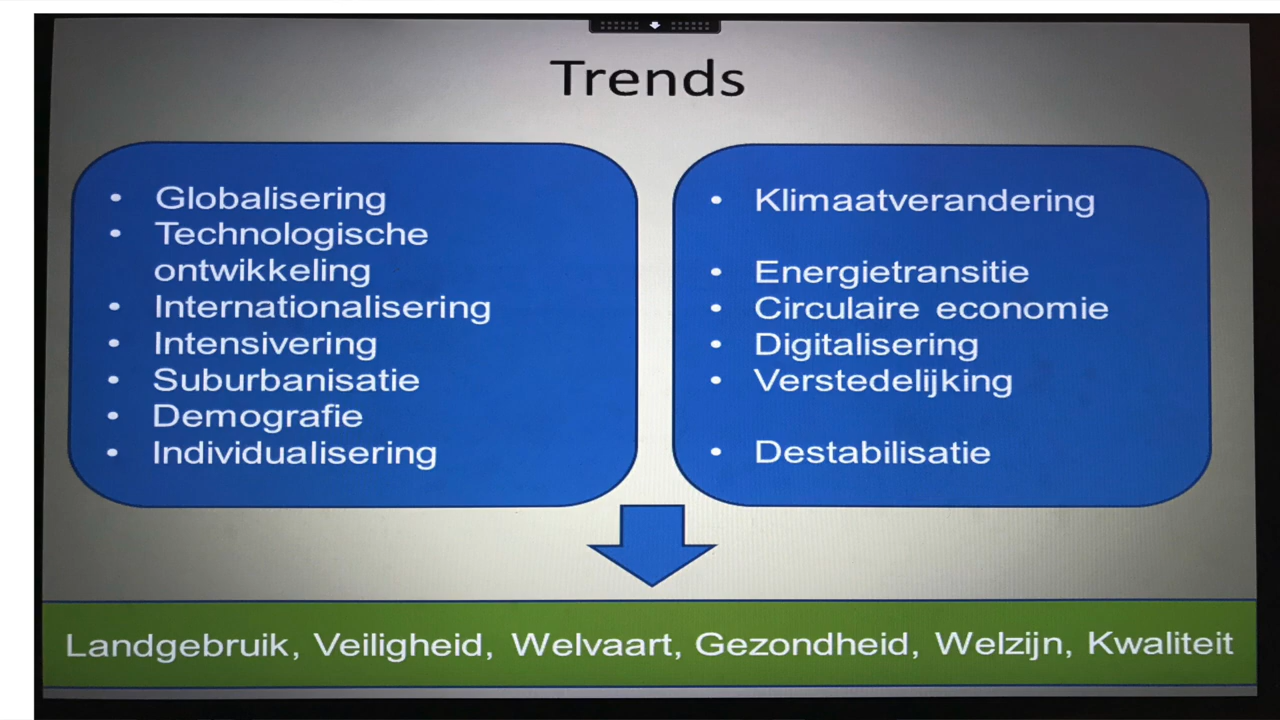 Trends
• Globalisering
• Technologische
ontwikkeling
• Internationalisering
• Intensivering
• Suburbanisatie
• Demografie
• Individualisering
• Klimaatverandering
• Energietransitie
• Circulaire economie
• Digitalisering
• Verstedelijking
• Destabilisatie
Landgebruik, Veiligheid, Welvaart, Gezondheid, Welzijn, Kwaliteit